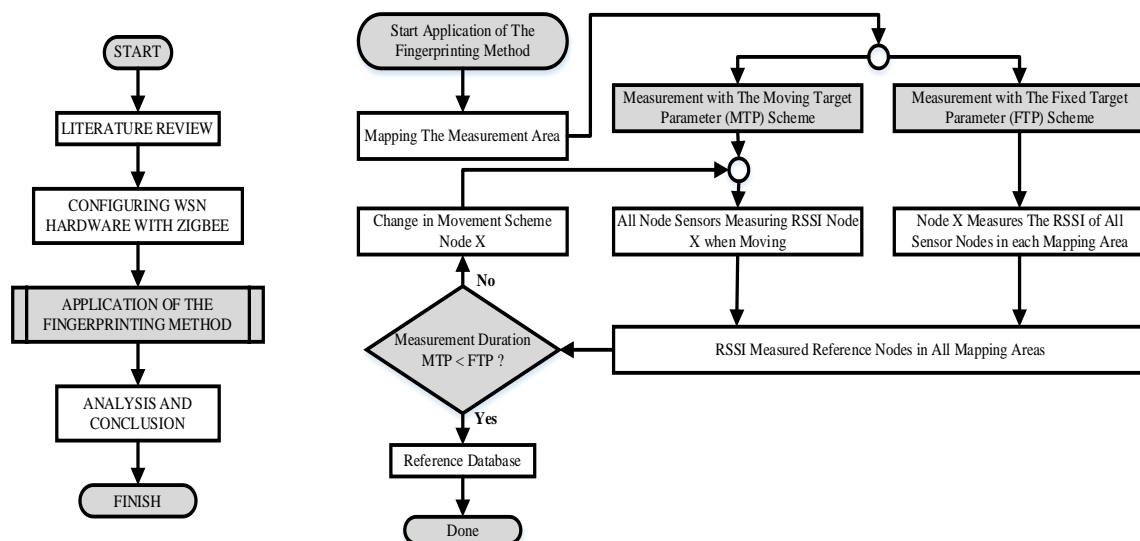 START
LITERATURE REVIEW
CONFIGURING WSN
HARDWARE WITH ZIGBEE
APPLICATION OF THE
FINGERPRINTING METHOD
ANALYSIS AND
CONCLUSION
FINISH
Start Application of The
Fingerprinting Method
Mapping The Measurement Area
Measurement with The Moving Target
Parameter (MTP) Scheme
Measurement with The Fixed Target
Parameter (FTP) Scheme
Change in Movement Scheme
Node X
All Node Sensors Measuring RSSI Node
X when Moving
Node X Measures The RSSI of All
Sensor Nodes in each Mapping Area
No
Measurement Duration
MTP < FTP ?
RSSI Measured Reference Nodes in All Mapping Areas
Yes
Reference Database
Done